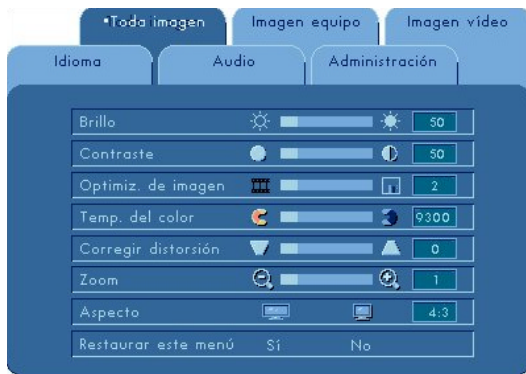 •Toda imagen Imagen equipo Imagen vídeo
Idioma Audio Administración
Brillo 50
Contraste 50
Optimiz. de imagen 2
Temp. del color 9300
Corregir distorsión 0
Zoom 1
Aspecto 4:3
Restaurar este menú Sí No